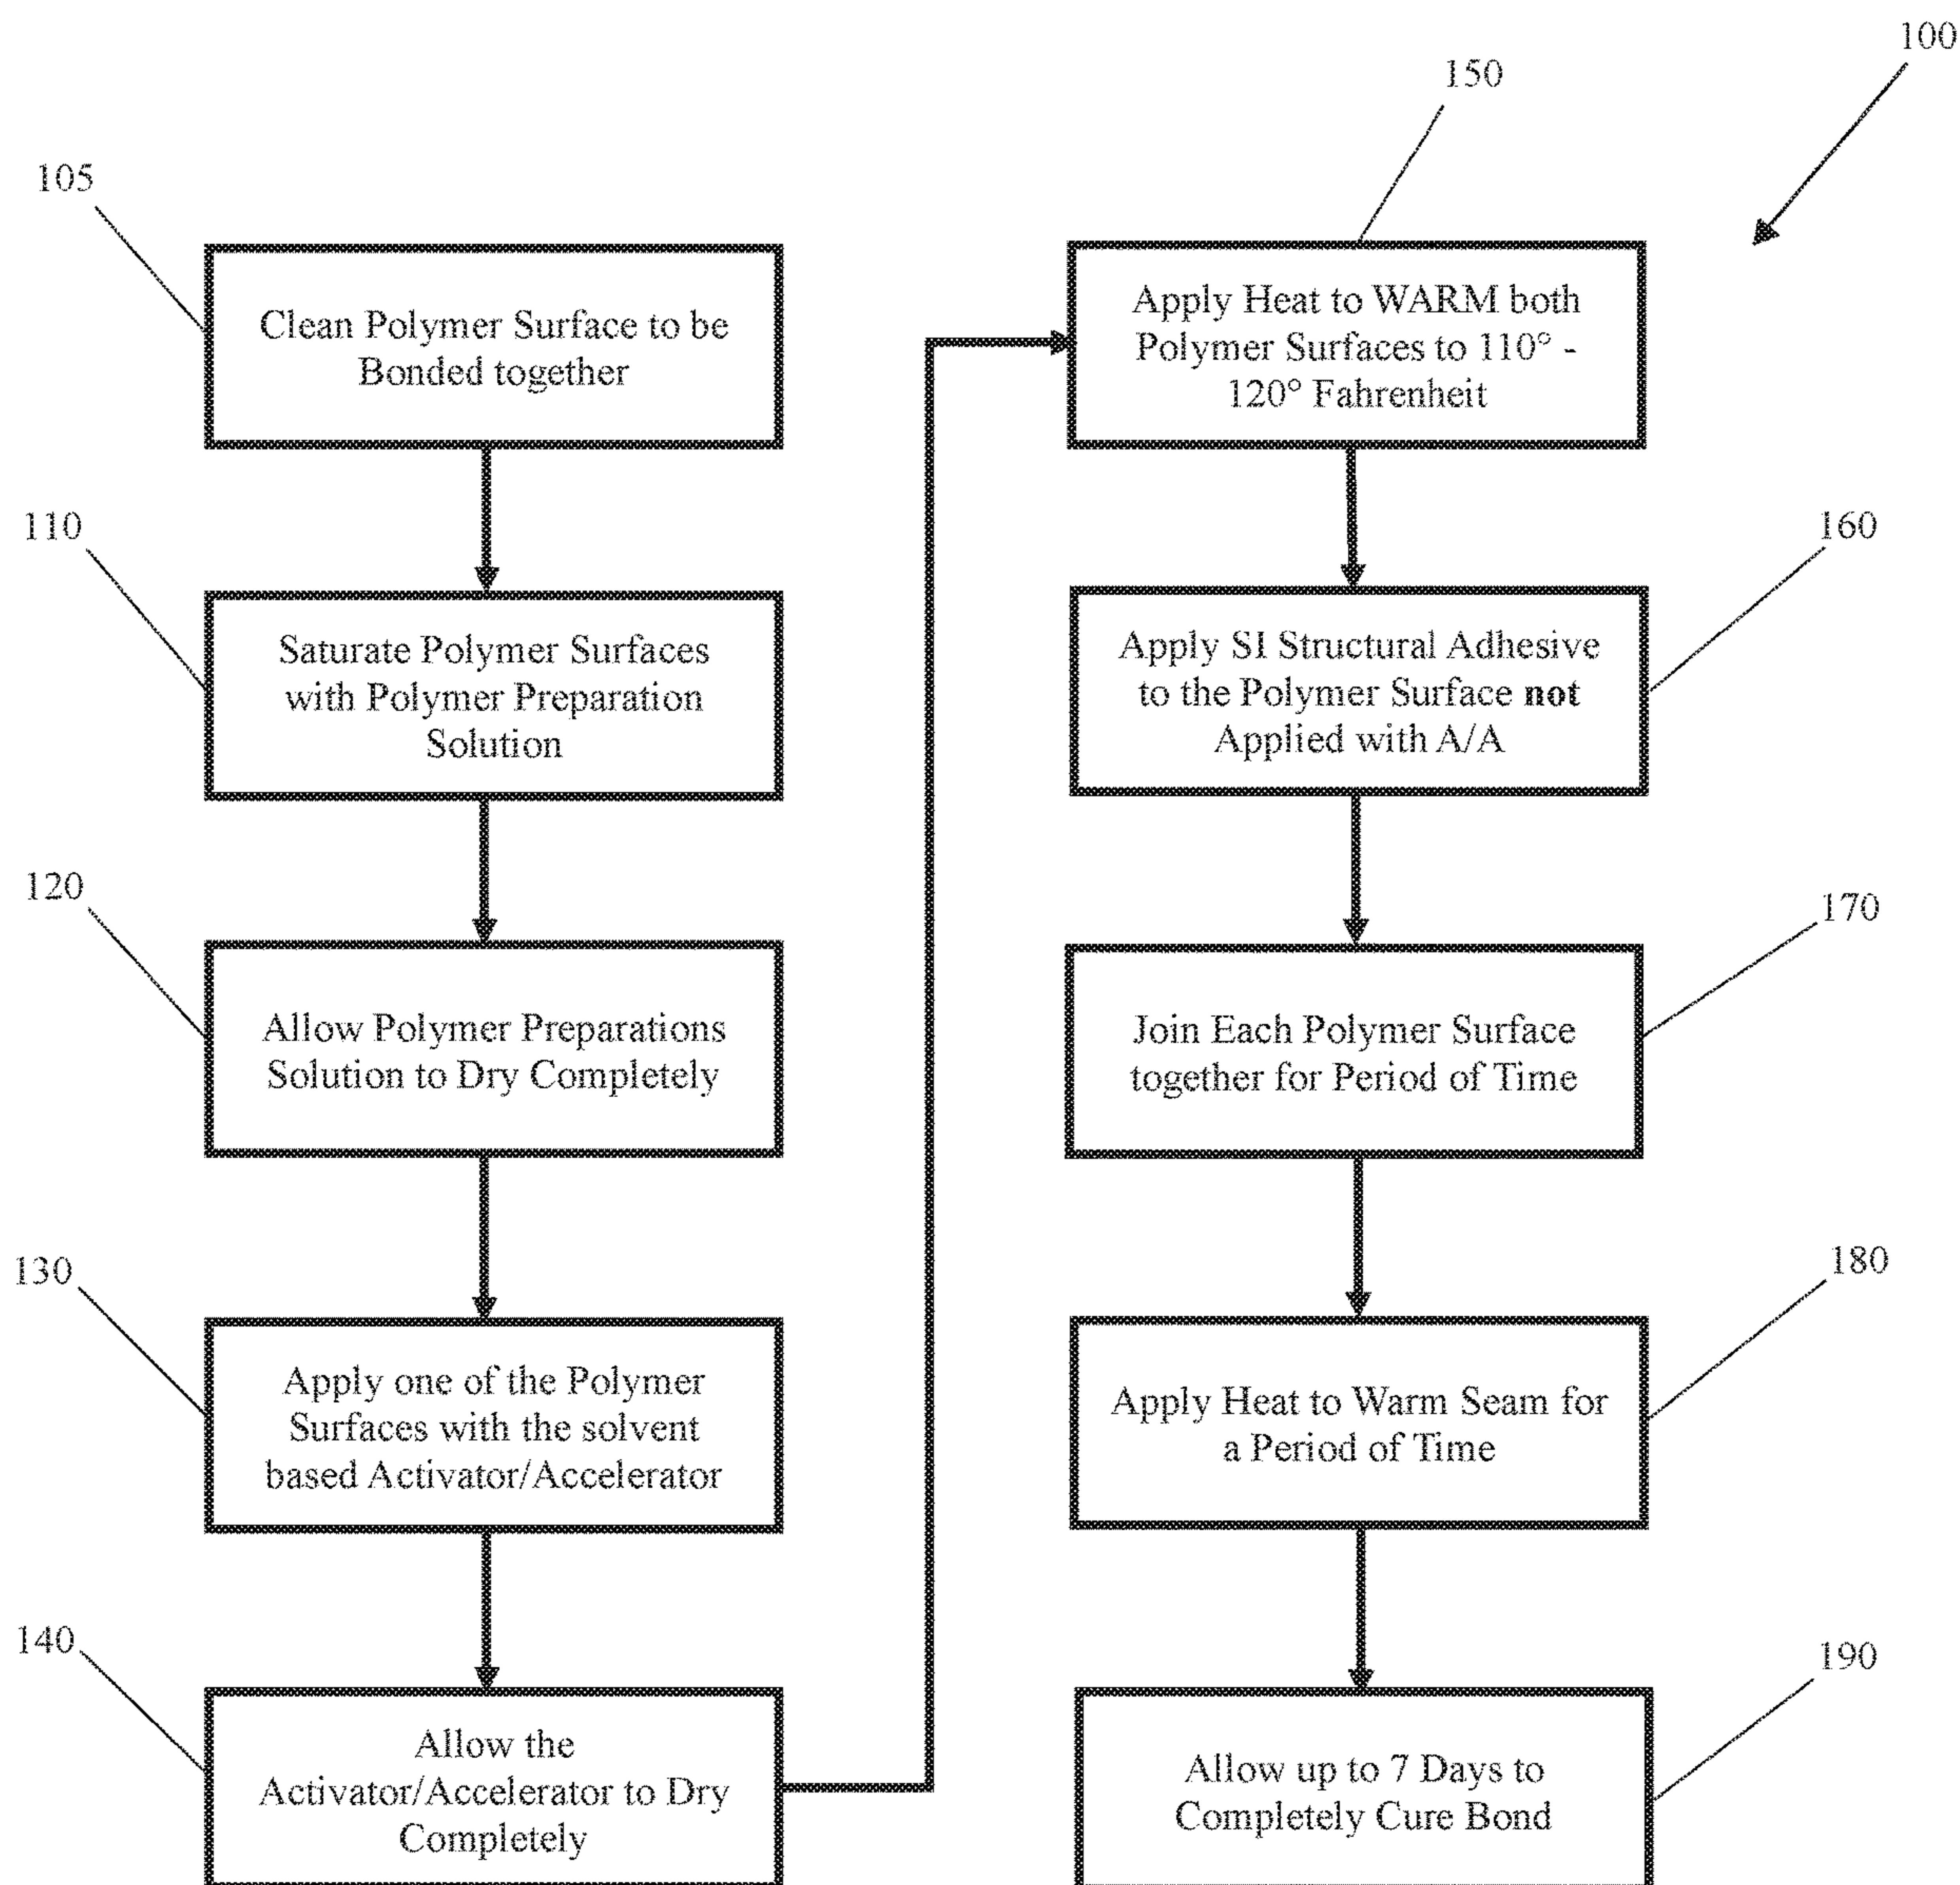 100
150
105
Clean Polymer Surface to be
Bonded together
110
Saturate Polymer Surfaces
with Polymer Preparation
Solution
120
Allow Polymer Preparations
Solution to Dry Completely
130
Apply one of the Polymer
Surfaces with the solvent
based Activator/Accelerator
140
Allow the
Activator/Accelerator to Dry
Completely
Apply Heat to WARM both
Polymer Surfaces to 110° -
120° Fahrenheit
160
Apply SI Structural Adhesive
to the Polymer Surface not
Applied with A/A
170
Join Each Polymer Surface
together for Period of Time
180
Apply Heat to Warm Seam for
a Period of Time
190
Allow up to 7 Days to
Completely Cure Bond